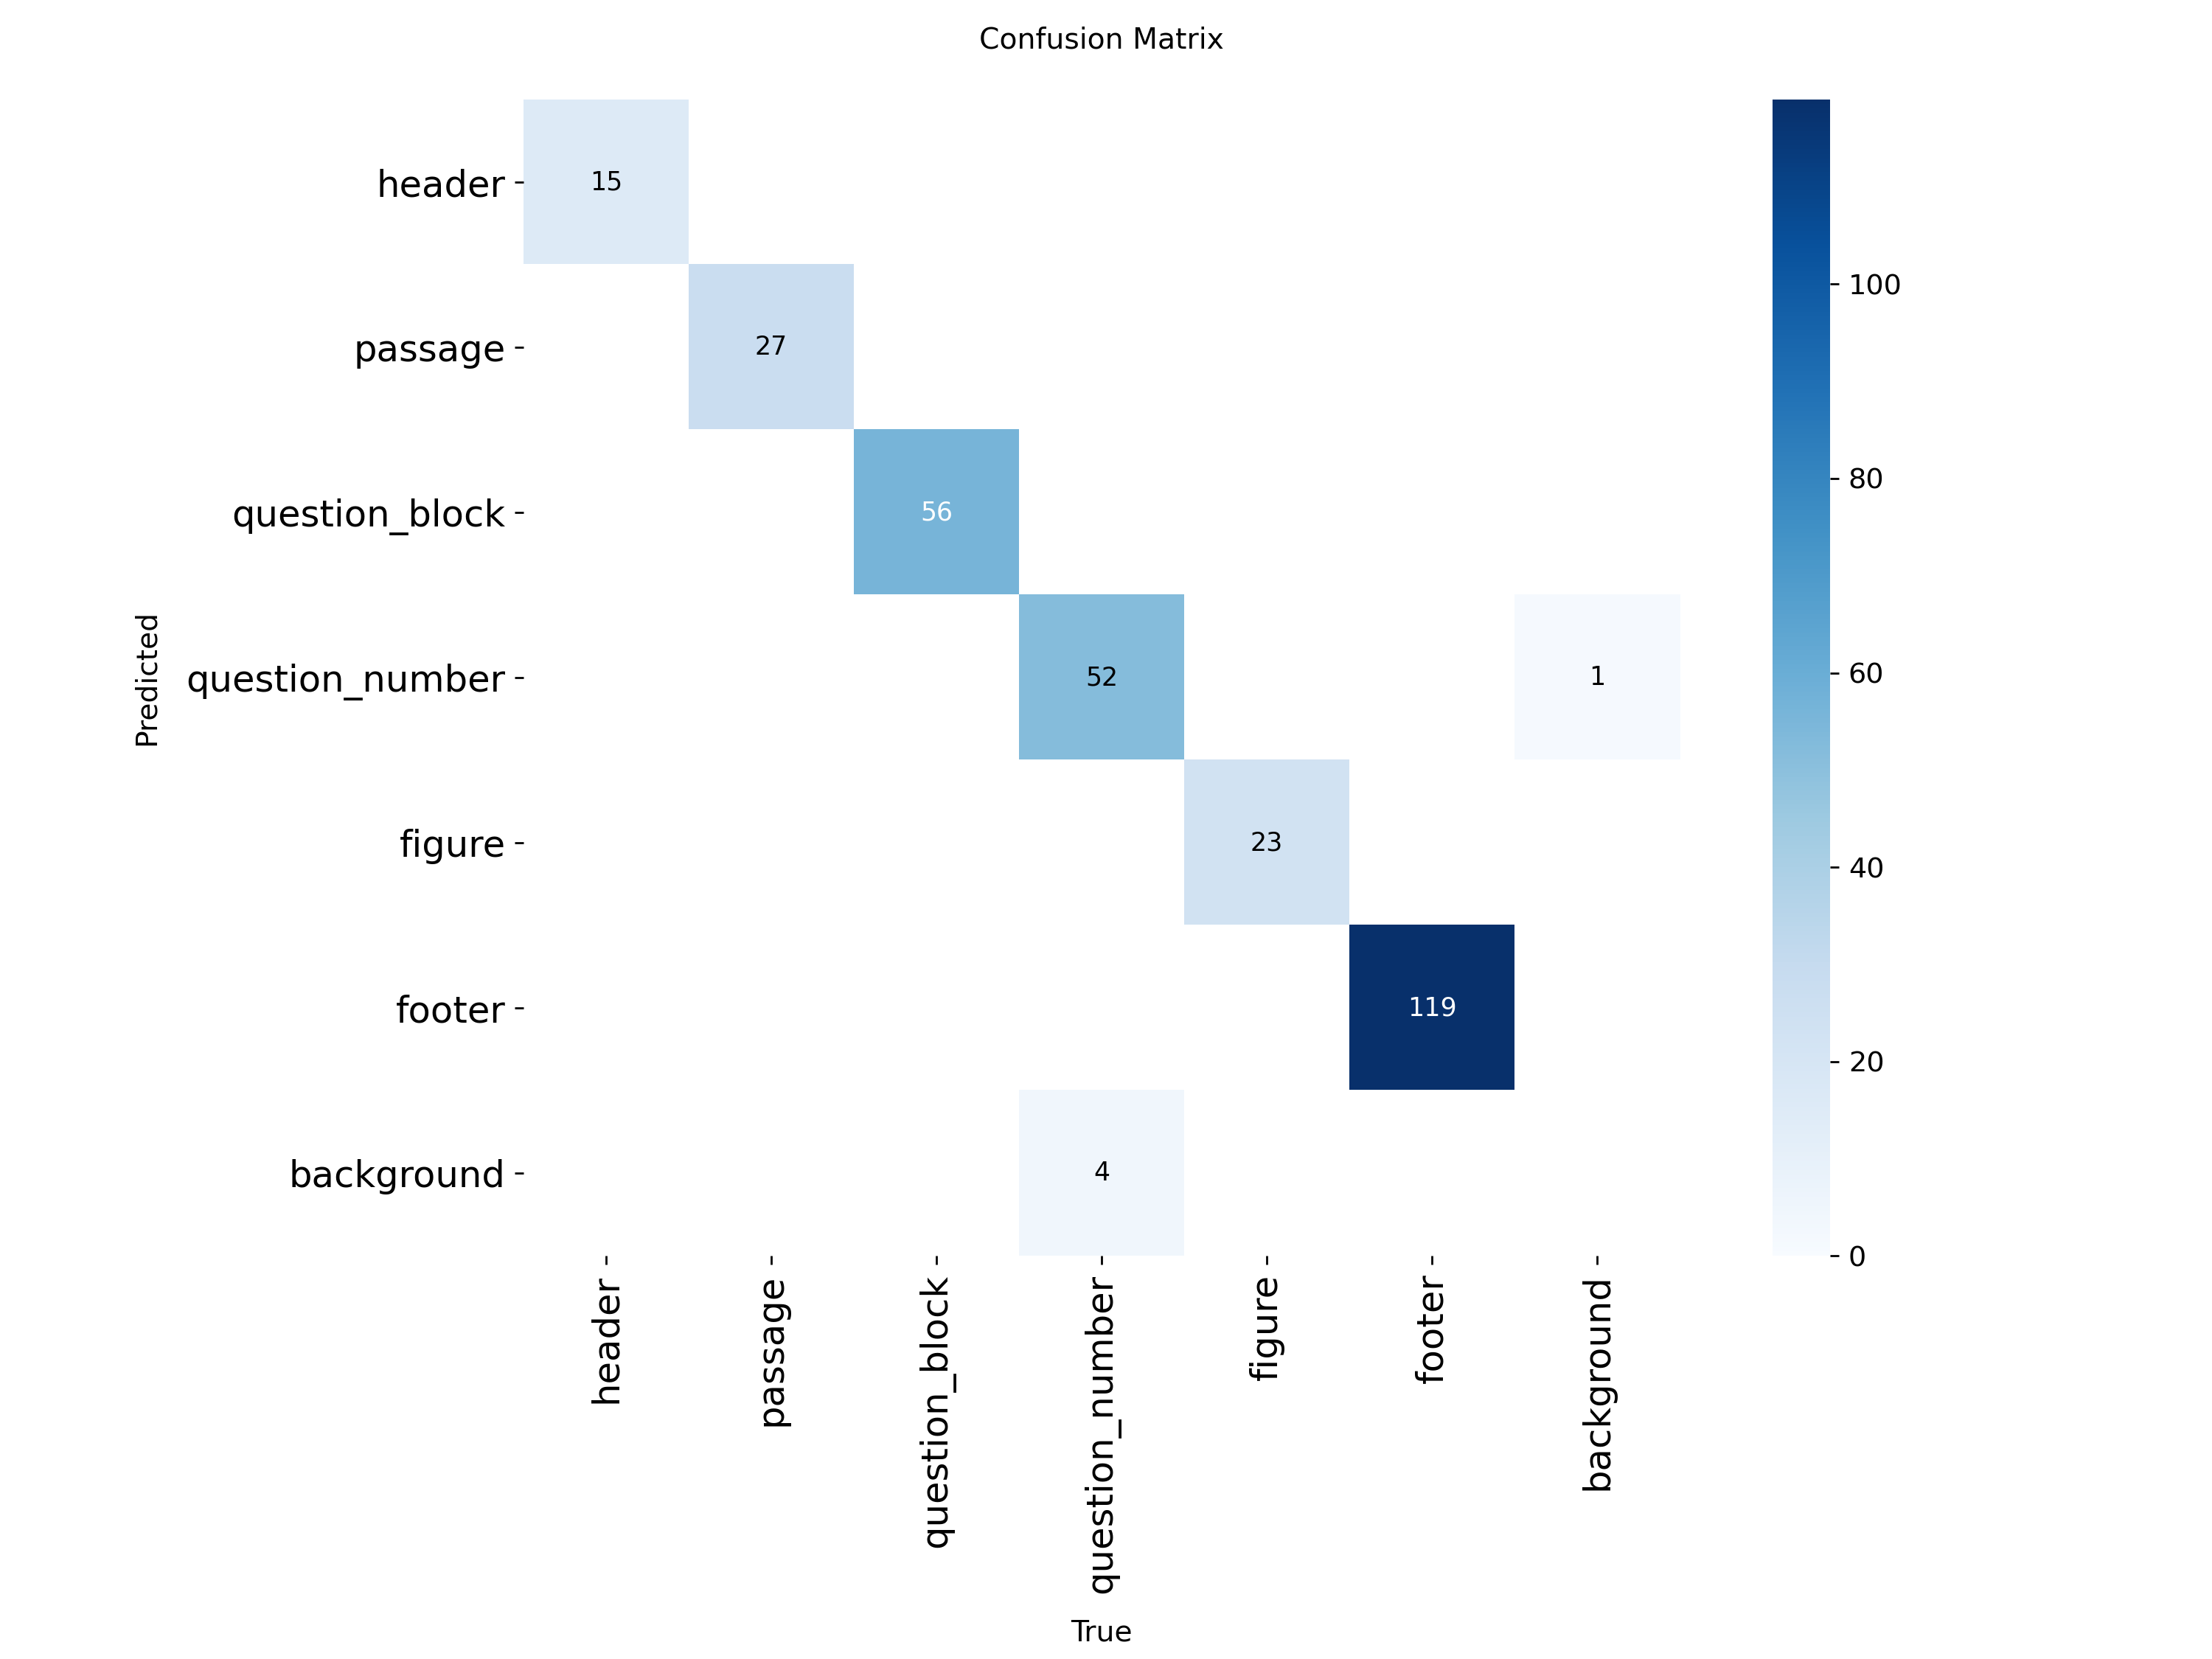 Confusion Matrix
header
15
passage
27
question_block
56
question_number
52
1
figure
23
footer
119
background
4
Predicted
header
passage
question_block
question_number
figure
footer
background
True
100
80
60
40
20
0